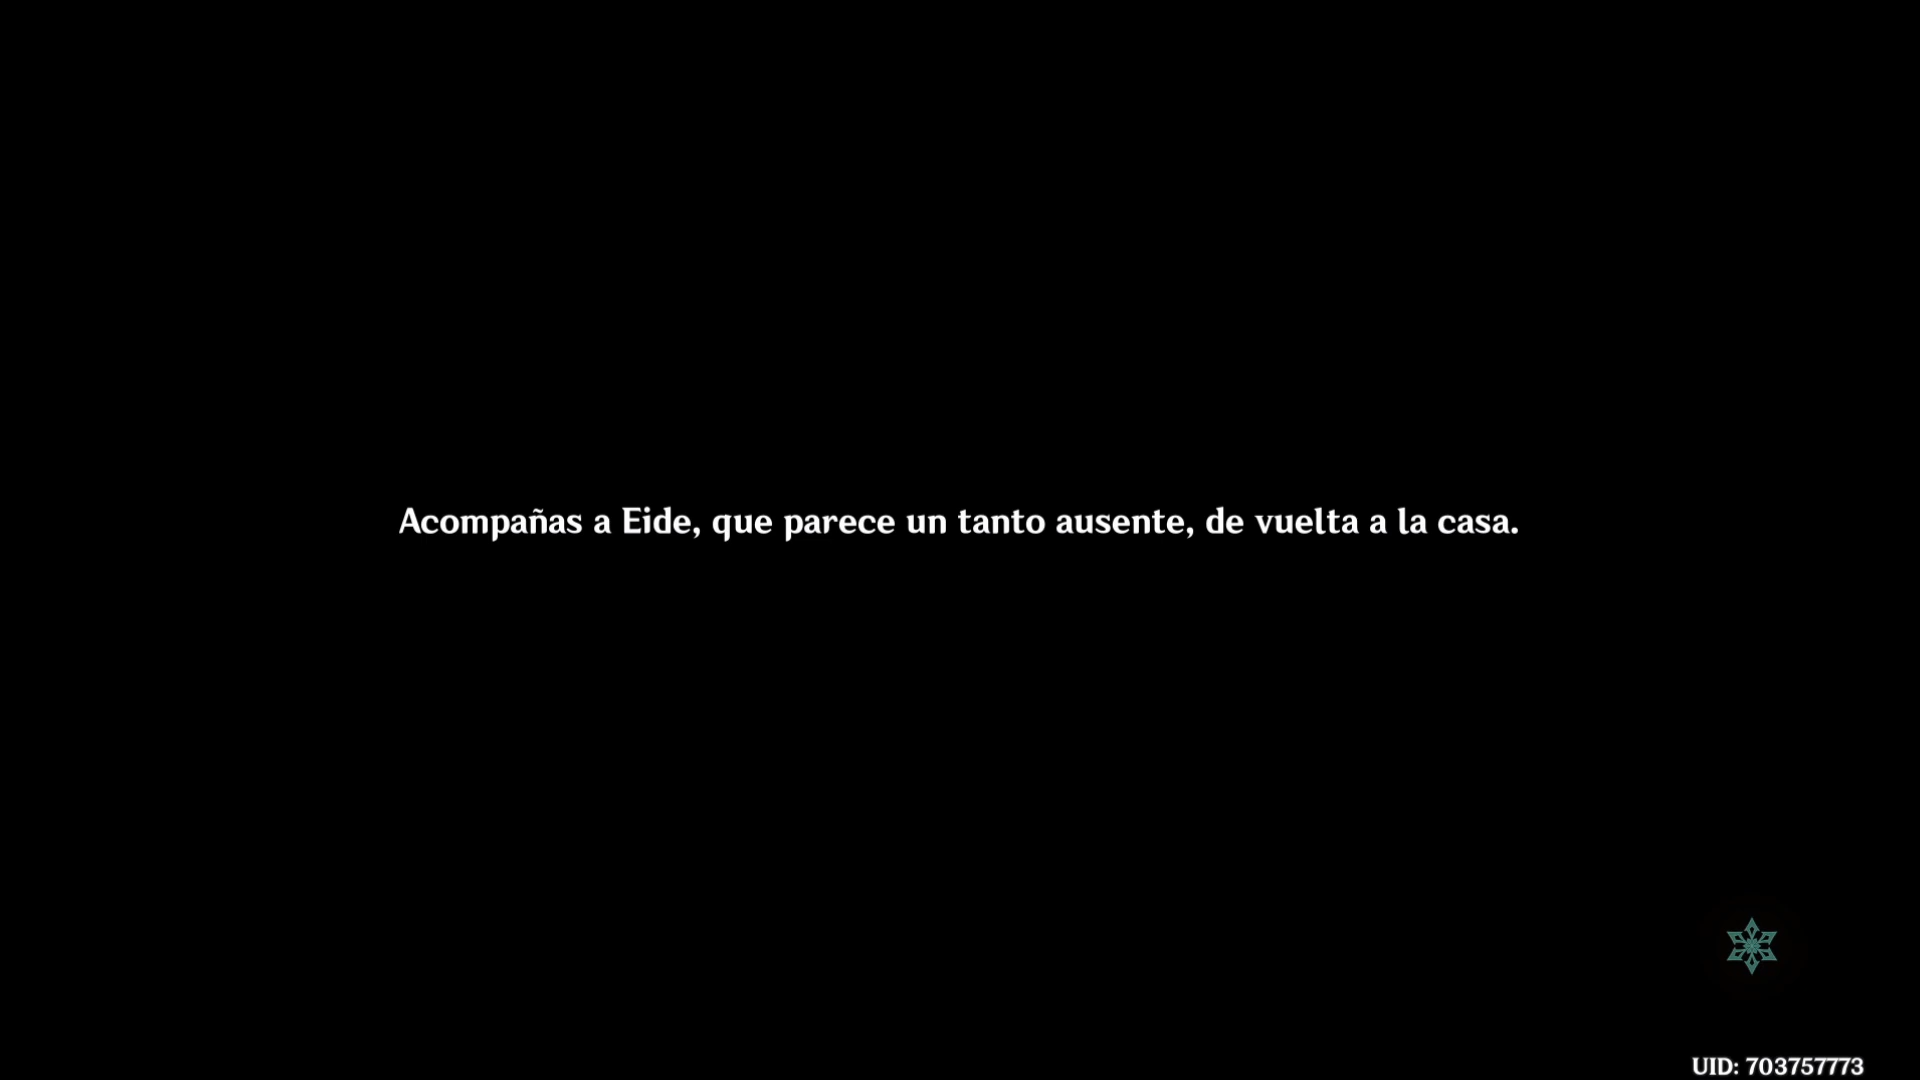 Acompañas a Eide, que parece un tanto ausente, de vuelta a la casa.
UID: 703757773